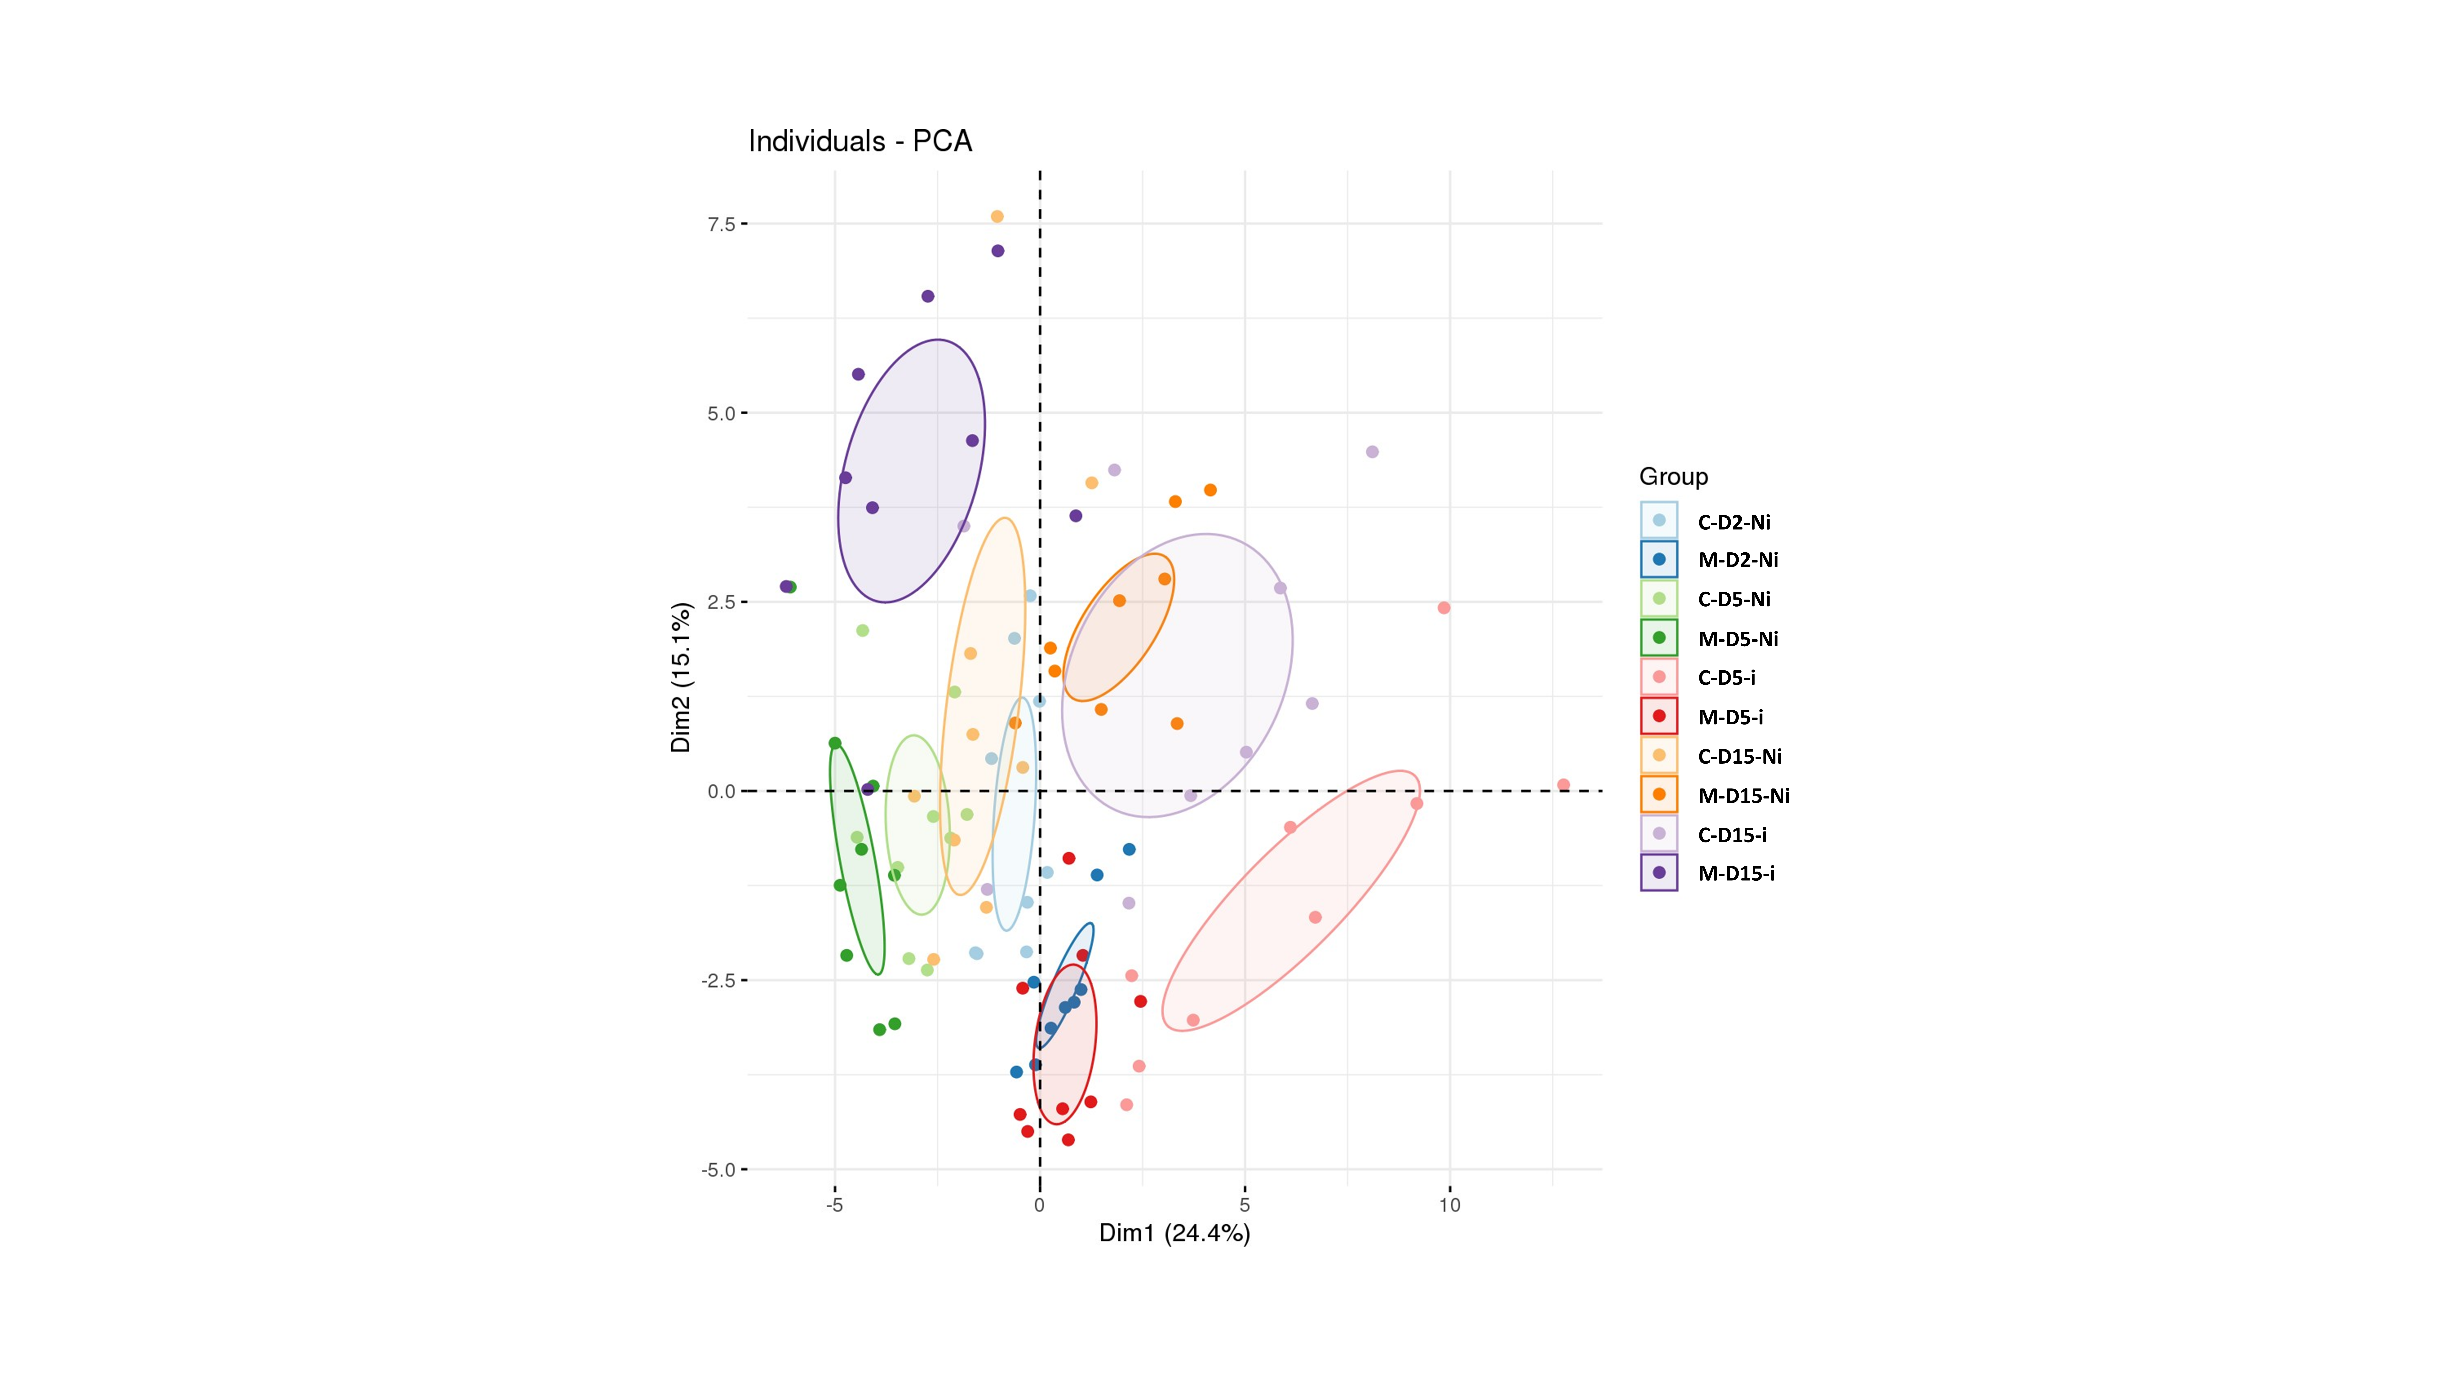 Individuals - PCA
7.5
5.0
2.5
0.0
-2.5
-5.0
Dim2 (15.1%)
-5
0
5
10
Dim1 (24.4%)
Group
C-D2-Ni
M-D2-Ni
C-D5-Ni
M-D5-Ni
C-D5-i
M-D5-i
C-D15-Ni
M-D15-Ni
C-D15-i
M-D15-i